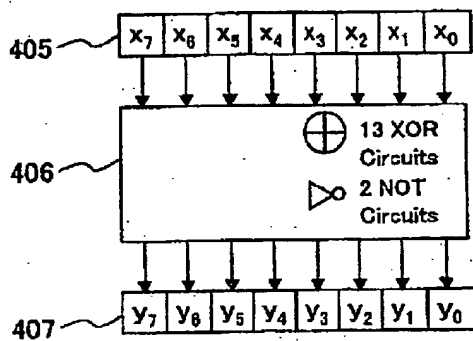 405 x₇ x₆ x₅ x₄ x₃ x₂ x₁ x₀
13 XOR
Circuits
406
2 NOT
Circuits
407 y₇ y₆ y₅ y₄ y₃ y₂ y₁ y₀